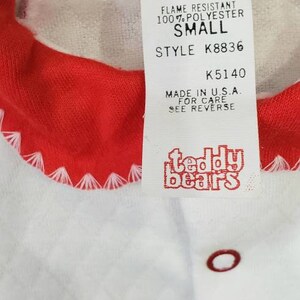 FLAME RESISTANT
100% POLYESTER
SMALL
STYLE K8836
K5140
MADE IN U.S.A.
FOR CARE
SEE REVERSE
teddy
bears